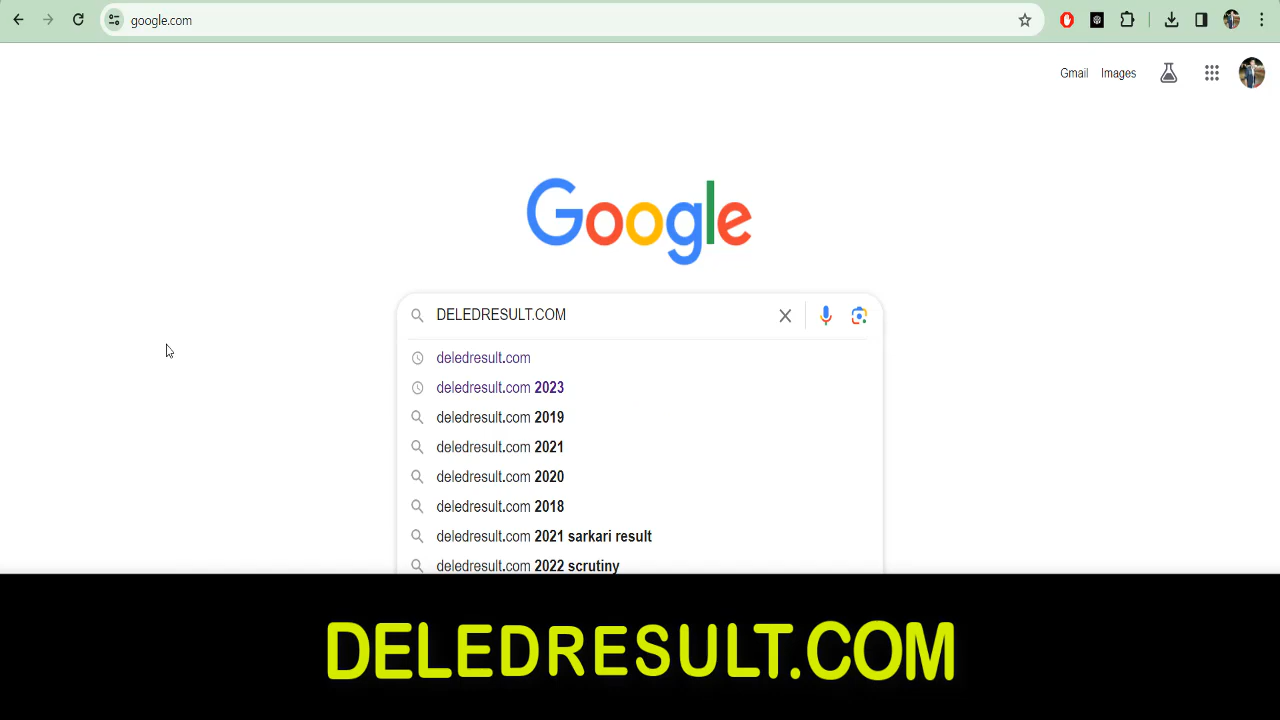 google.com
Gmail Images
Google
DELEDRESULT.COM
deledresult.com
deledresult.com 2023
deledresult.com 2019
deledresult.com 2021
deledresult.com 2020
deledresult.com 2018
deledresult.com 2021 sarkari result
deledresult.com 2022 scrutiny
DELEDRESULT.COM